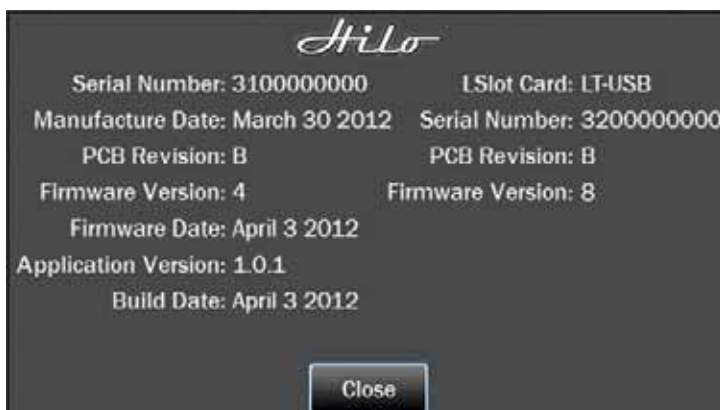 Hilo
Serial Number: 3100000000 LSlot Card: LT-USB
Manufacture Date: March 30 2012 Serial Number: 3200000000
PCB Revision: B PCB Revision: B
Firmware Version: 4 Firmware Version: 8
Firmware Date: April 3 2012
Application Version: 1.0.1
Build Date: April 3 2012
Close